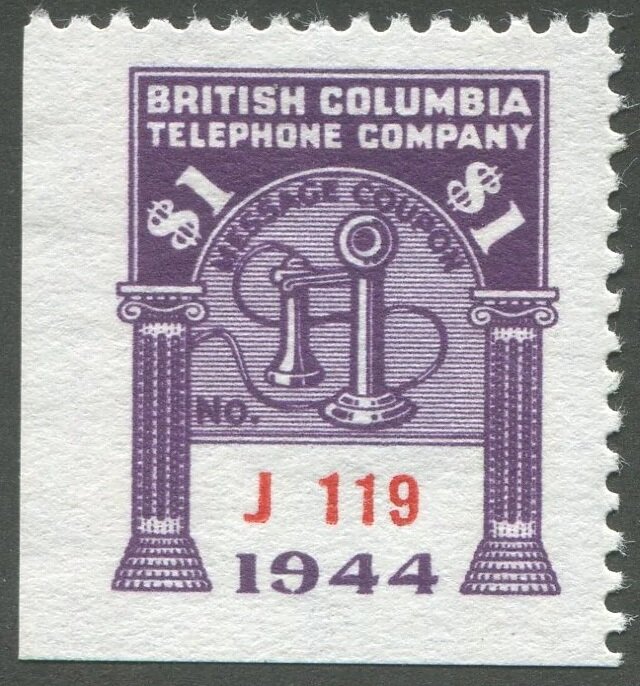 BRITISH COLUMBIA
TELEPHONE COMPANY
$1 $1
MESSAGE COUPON
NO.
J 119
1944